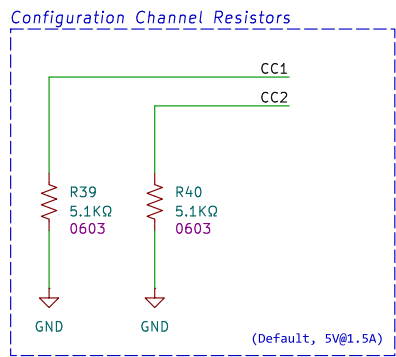 Configuration Channel Resistors
CC1
CC2
R39
5.1KΩ
0603
R40
5.1KΩ
0603
GND
GND
(Default, 5V@1.5A)